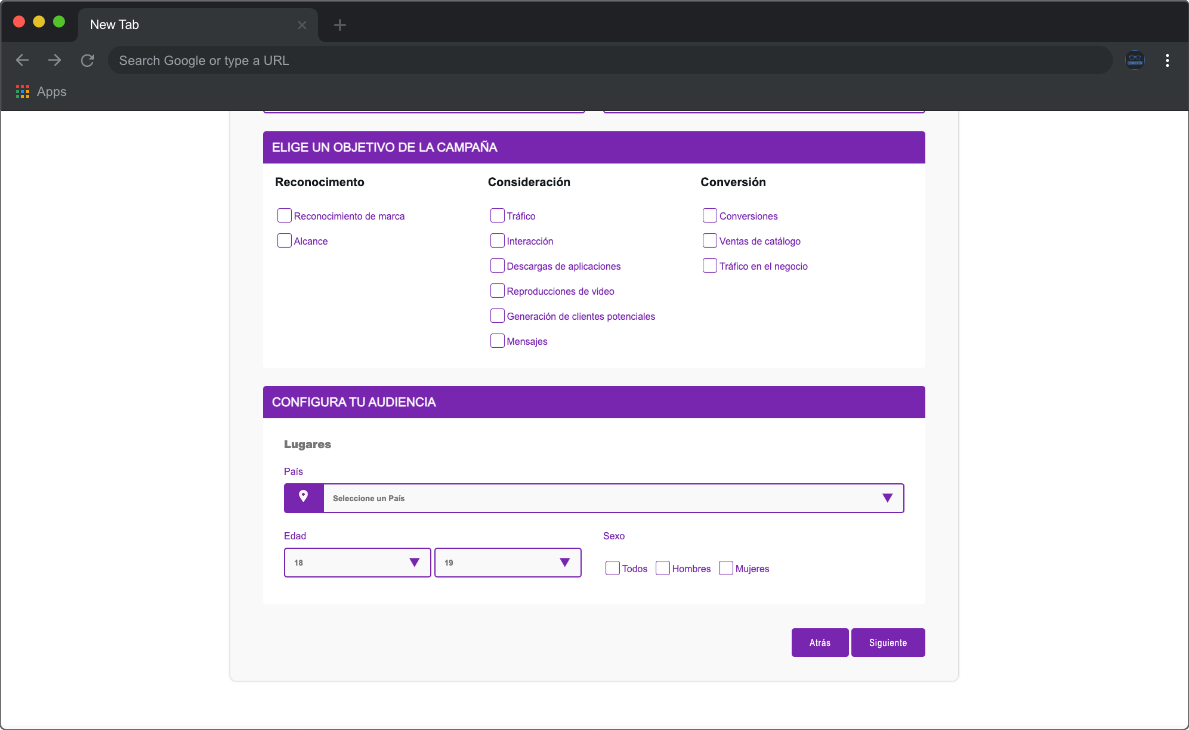 New Tab
Search Google or type a URL
Apps
ELIGE UN OBJETIVO DE LA CAMPAÑA
Reconocimento
Consideración
Conversión
Reconocimiento de marca
Tráfico
Conversiones
Alcance
Interacción
Ventas de catálogo
Descargas de aplicaciones
Tráfico en el negocio
Reproducciones de vídeo
Generación de clientes potenciales
Mensajes
CONFIGURA TU AUDIENCIA
Lugares
País
Seleccione un País
Edad
Sexo
18
19
Todos
Hombres
Mujeres
Atrás
Siguiente